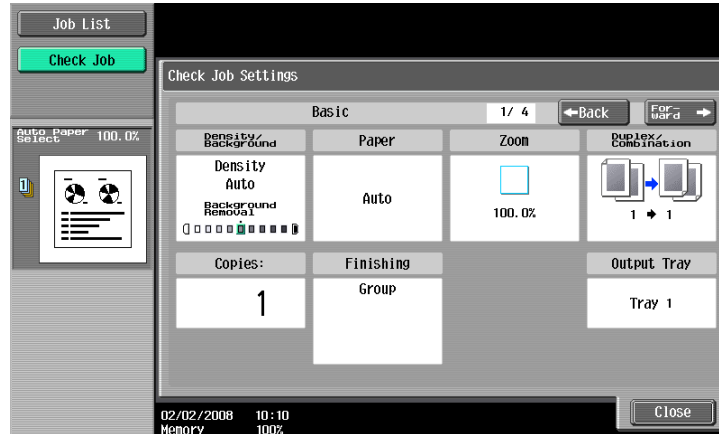 Job List
Check Job
Check Job Settings
Basic
1/ 4
←Back
For-
ward →
Auto Paper
Select
100.0%
Density/
Background
Paper
Zoom
Duplex/
Combination
1
Density
Auto
Background
Removal
Auto
100.0%
1 → 1
Copies:
Finishing
Output Tray
1
Group
Tray 1
Close
02/02/2008 10:10
Memory 100%